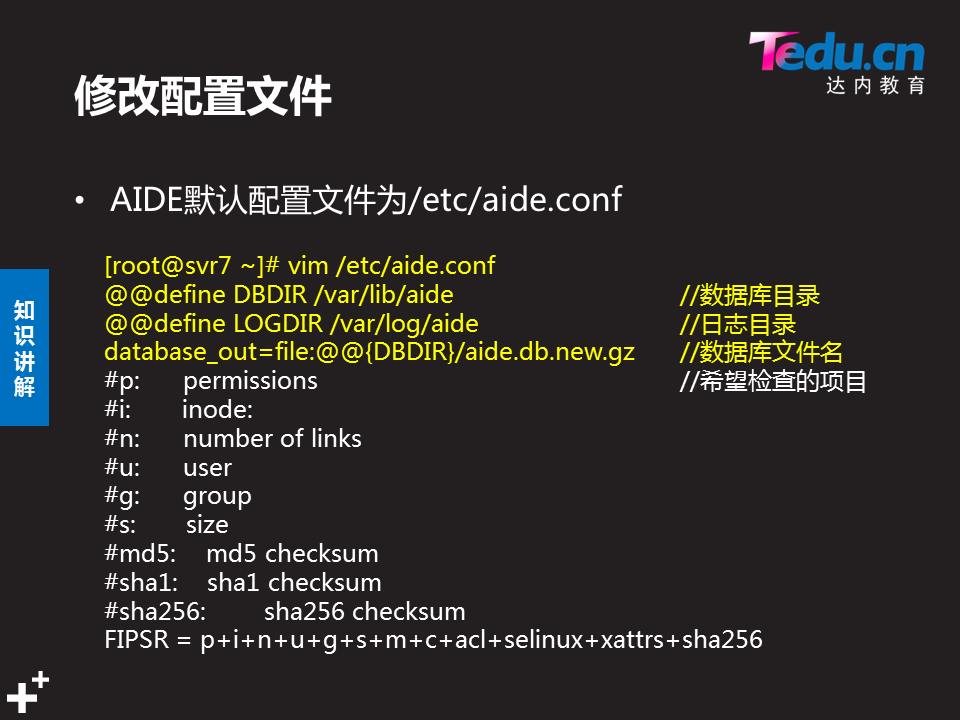 Tedu.cn
达内教育
修改配置文件
• AIDE默认配置文件为/etc/aide.conf
[root@svr7 ~]# vim /etc/aide.conf
@@define DBDIR /var/lib/aide //数据库目录
@@define LOGDIR /var/log/aide //日志目录
database_out=file:@@{DBDIR}/aide.db.new.gz //数据库文件名
#p: permissions //希望检查的项目
#i: inode:
#n: number of links
#u: user
#g: group
#s: size
#md5: md5 checksum
#sha1: sha1 checksum
#sha256: sha256 checksum
FIPSR = p+i+n+u+g+s+m+c+acl+selinux+xattrs+sha256
知识讲解